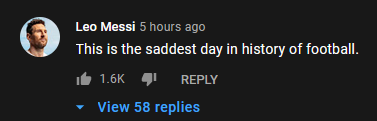 Leo Messi 5 hours ago
This is the saddest day in history of football.
1.6K REPLY
View 58 replies